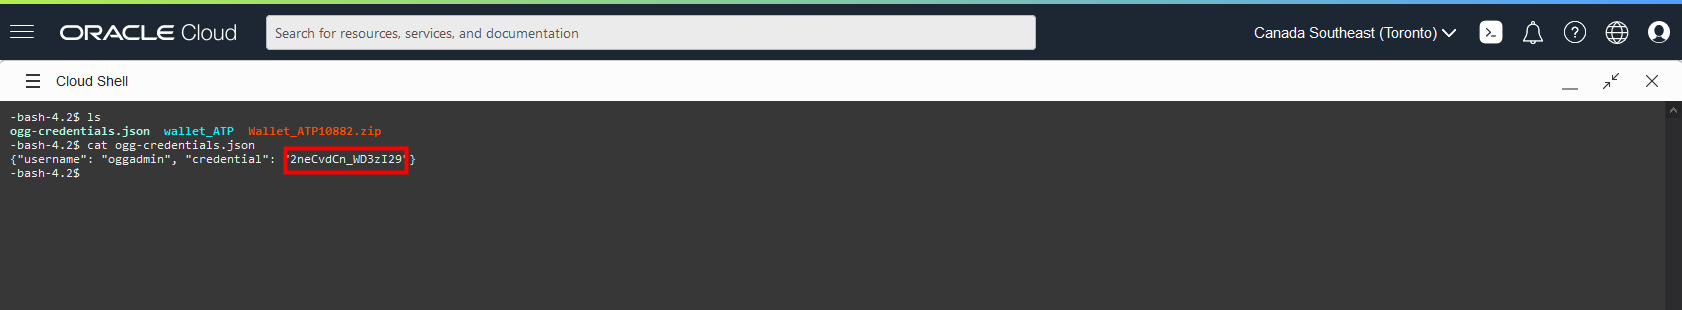 ORACLE Cloud
Search for resources, services, and documentation
Canada Southeast (Toronto)
Cloud Shell
-bash-4.2$ ls
ogg-credentials.json wallet_ATP Wallet_ATP10882.zip
-bash-4.2$ cat ogg-credentials.json
{"username": "oggadmin", "credential": "2neCvdCn_WD3zI29"}
-bash-4.2$